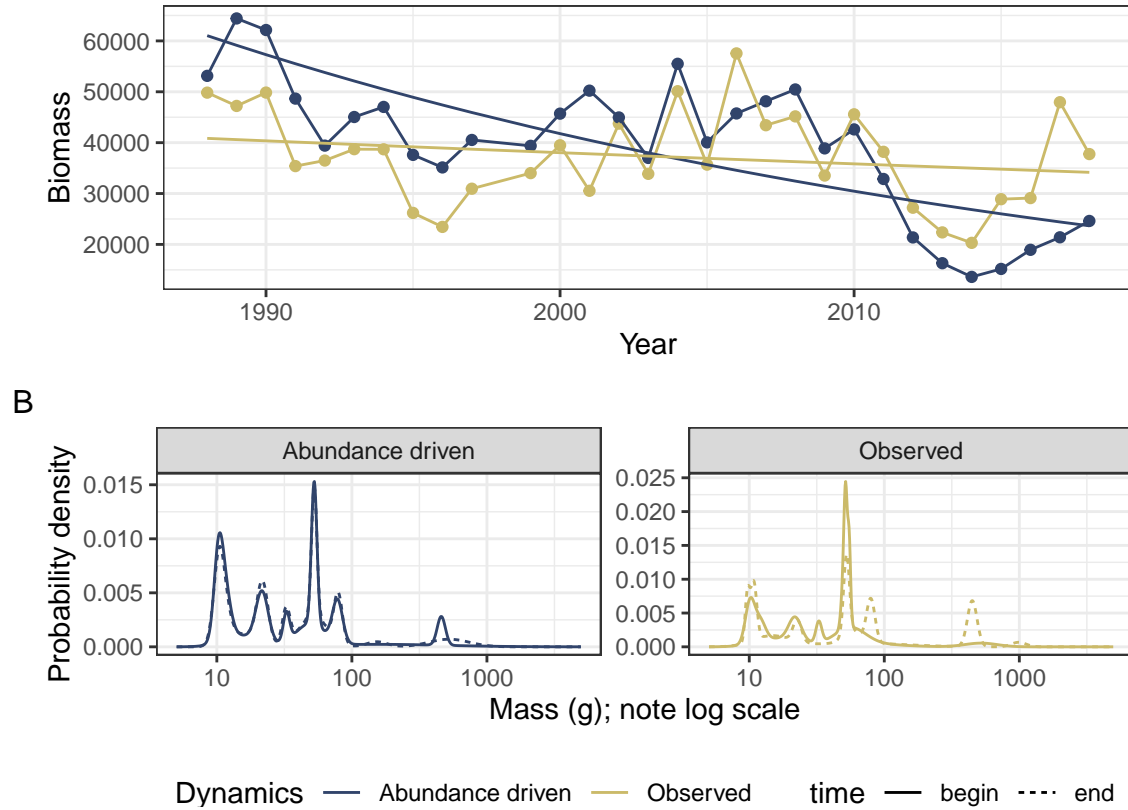 60000
50000
40000
30000
20000
Biomass
1990 2000 2010
Year
B
Abundance driven Observed
Probability density
0.015
0.010
0.005
0.000
0.025
0.020
0.015
0.010
0.005
0.000
10 100 1000 10 100 1000
Mass (g); note log scale
Dynamics Abundance driven Observed time begin end